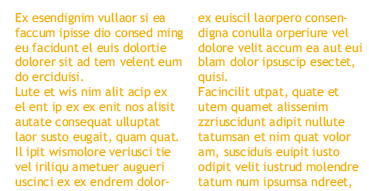 Ex esendignim vullaor si ea
faccum ipisse dio consed ming
eu facidunt el euis dolortie
dolorer sit ad tem velent eum
do erciduisi.
Lute et wis nim alit acip ex
el ent ip ex ex enit nos alisit
autate consequat ulluptat
laor susto eugait, quam quat.
Il ipit wismolore veriusci tie
vel iriliqu ametuer augueri
uscinci ex ex endrem dolor-
ex euiscil laorpero consen-
digna conulla orperiure vel
dolore velit accum ea aut eui
blam dolor ipsuscip esectet,
quisi.
Facincilit utpat, quate et
utem quamet alissenim
zzriuscidunt adipit nullute
tatumsan et nim quat volor
am, susciduis euipit iusto
odipit velit iustrud molendre
tatum num ipsumsa ndreet,